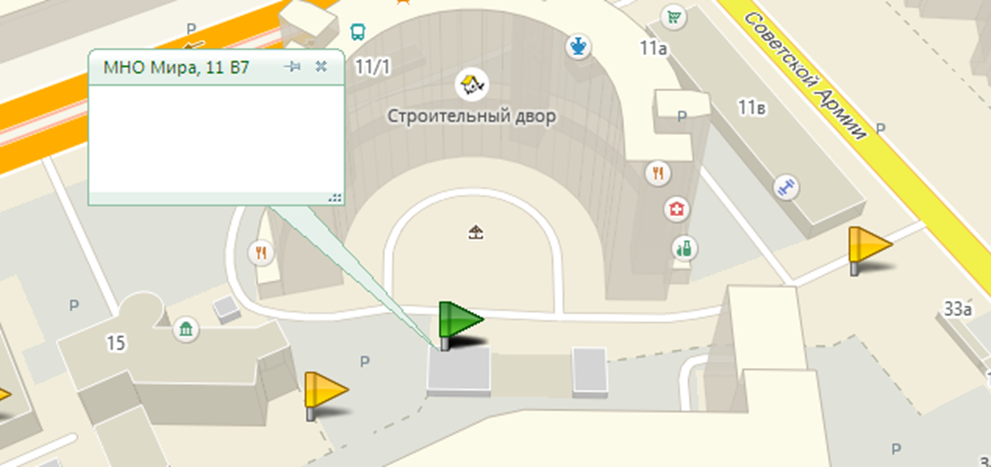 P
МНО Мира, 11 В7
11/1
Строительный двор
11а
11в
Советской Армии
P
P
P
15
P
33а
P